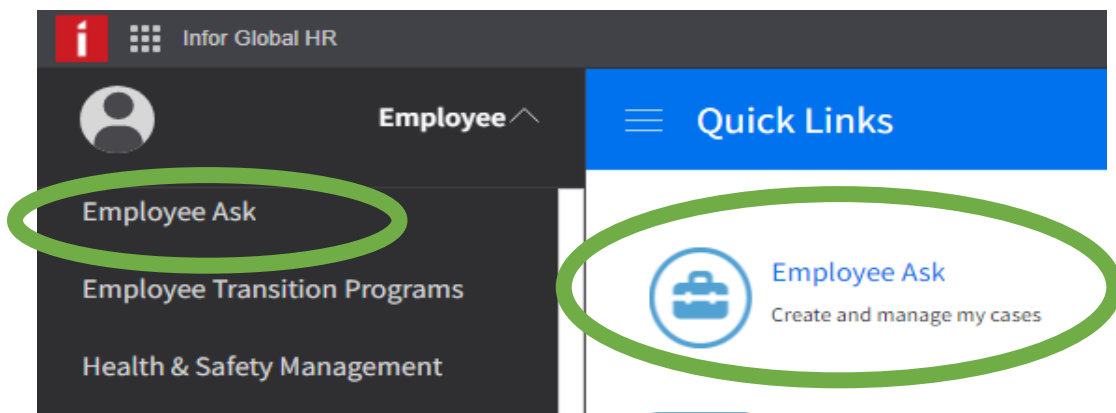 Infor Global HR
Employee
Quick Links
Employee Ask
Employee Transition Programs
Health & Safety Management
Employee Ask
Create and manage my cases